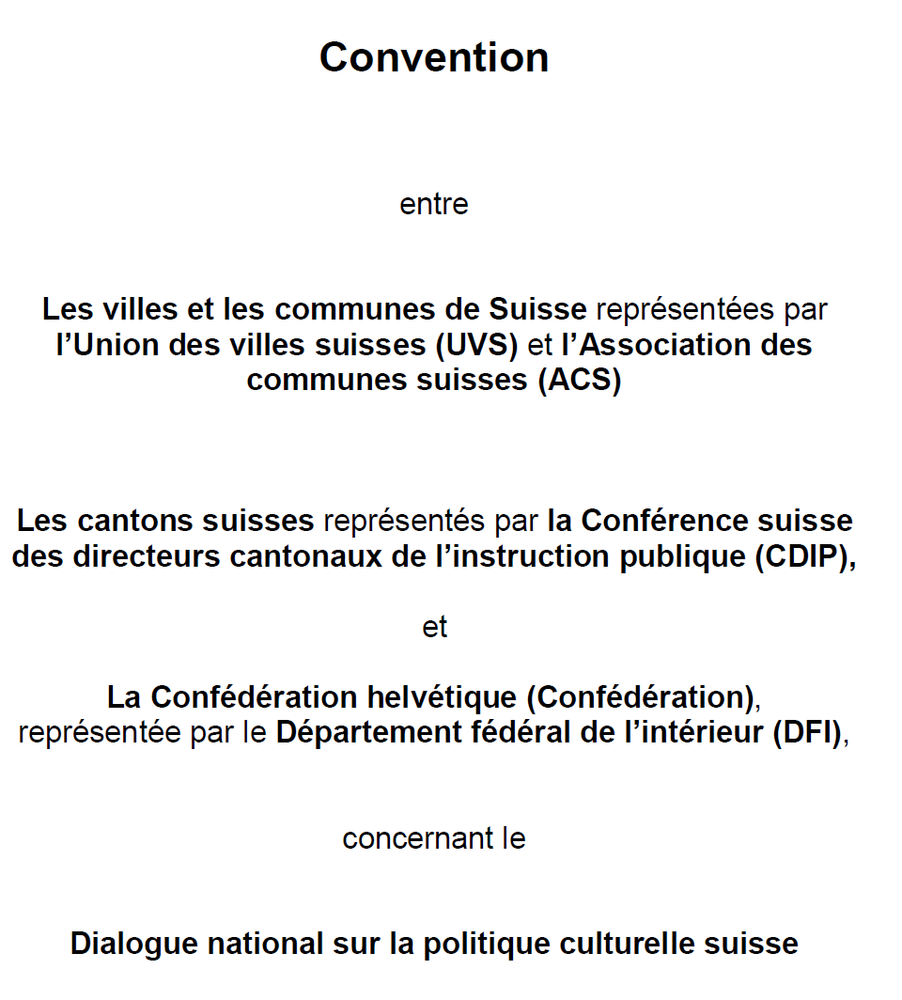 Convention
entre
Les villes et les communes de Suisse représentées par
l’Union des villes suisses (UVS) et l’Association des
communes suisses (ACS)
Les cantons suisses représentés par la Conférence suisse
des directeurs cantonaux de l’instruction publique (CDIP),
et
La Confédération helvétique (Confédération),
représentée par le Département fédéral de l’intérieur (DFI),
concernant le
Dialogue national sur la politique culturelle suisse